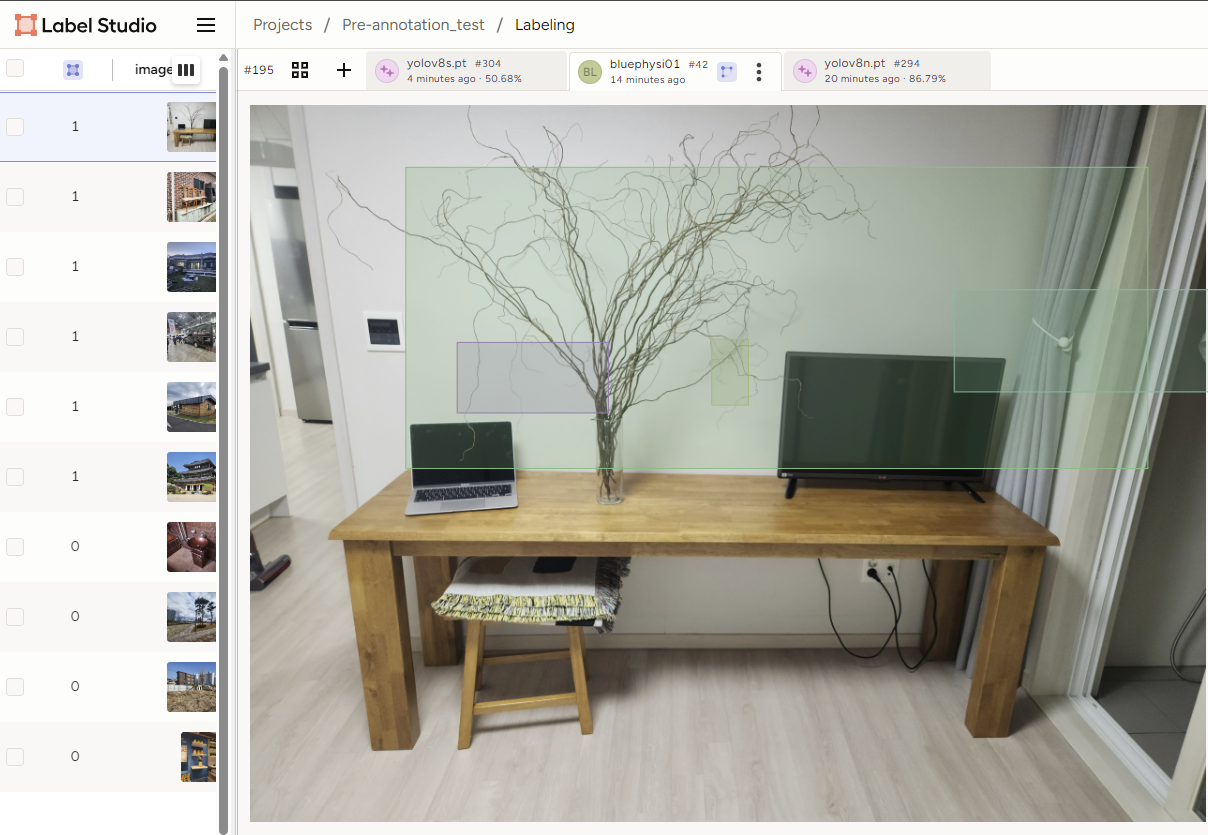 Label Studio
Projects / Pre-annotation_test / Labeling
image
#195
yolov8s.pt #304
4 minutes ago · 50.68%
BL
bluephysi01 #42
14 minutes ago
yolov8n.pt #294
20 minutes ago · 86.79%
1
1
1
1
1
1
0
0
0
0